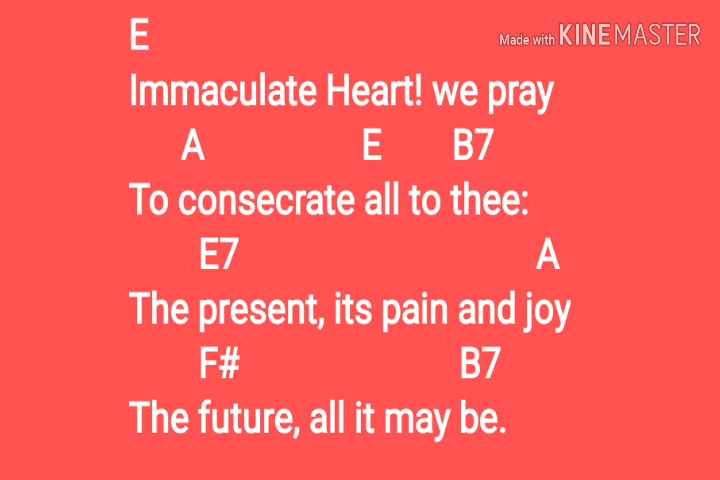 E
Made with KINEMASTER
Immaculate Heart! we pray
A E B7
To consecrate all to thee:
E7 A
The present, its pain and joy
F# B7
The future, all it may be.